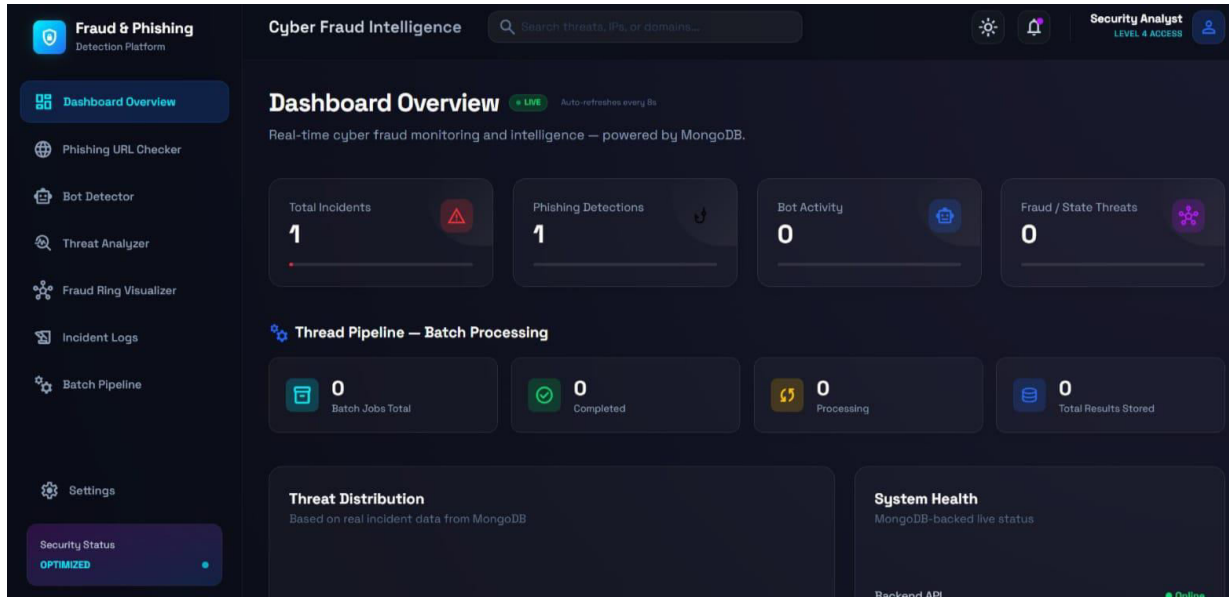 Fraud & Phishing
Detection Platform
Dashboard Overview
Phishing URL Checker
Bot Detector
Threat Analyzer
Fraud Ring Visualizer
Incident Logs
Batch Pipeline
Settings
Security Status
OPTIMIZED
Cyber Fraud Intelligence
Search threats, IPs, or domains...
Security Analyst
LEVEL 4 ACCESS
Dashboard Overview
LIVE
Auto-refreshes every 8s
Real-time cyber fraud monitoring and intelligence — powered by MongoDB.
Total Incidents
1
Phishing Detections
1
Bot Activity
0
Fraud / State Threats
0
Thread Pipeline — Batch Processing
0
Batch Jobs Total
0
Completed
0
Processing
0
Total Results Stored
Threat Distribution
Based on real incident data from MongoDB
System Health
MongoDB-backed live status
Backend API
Online